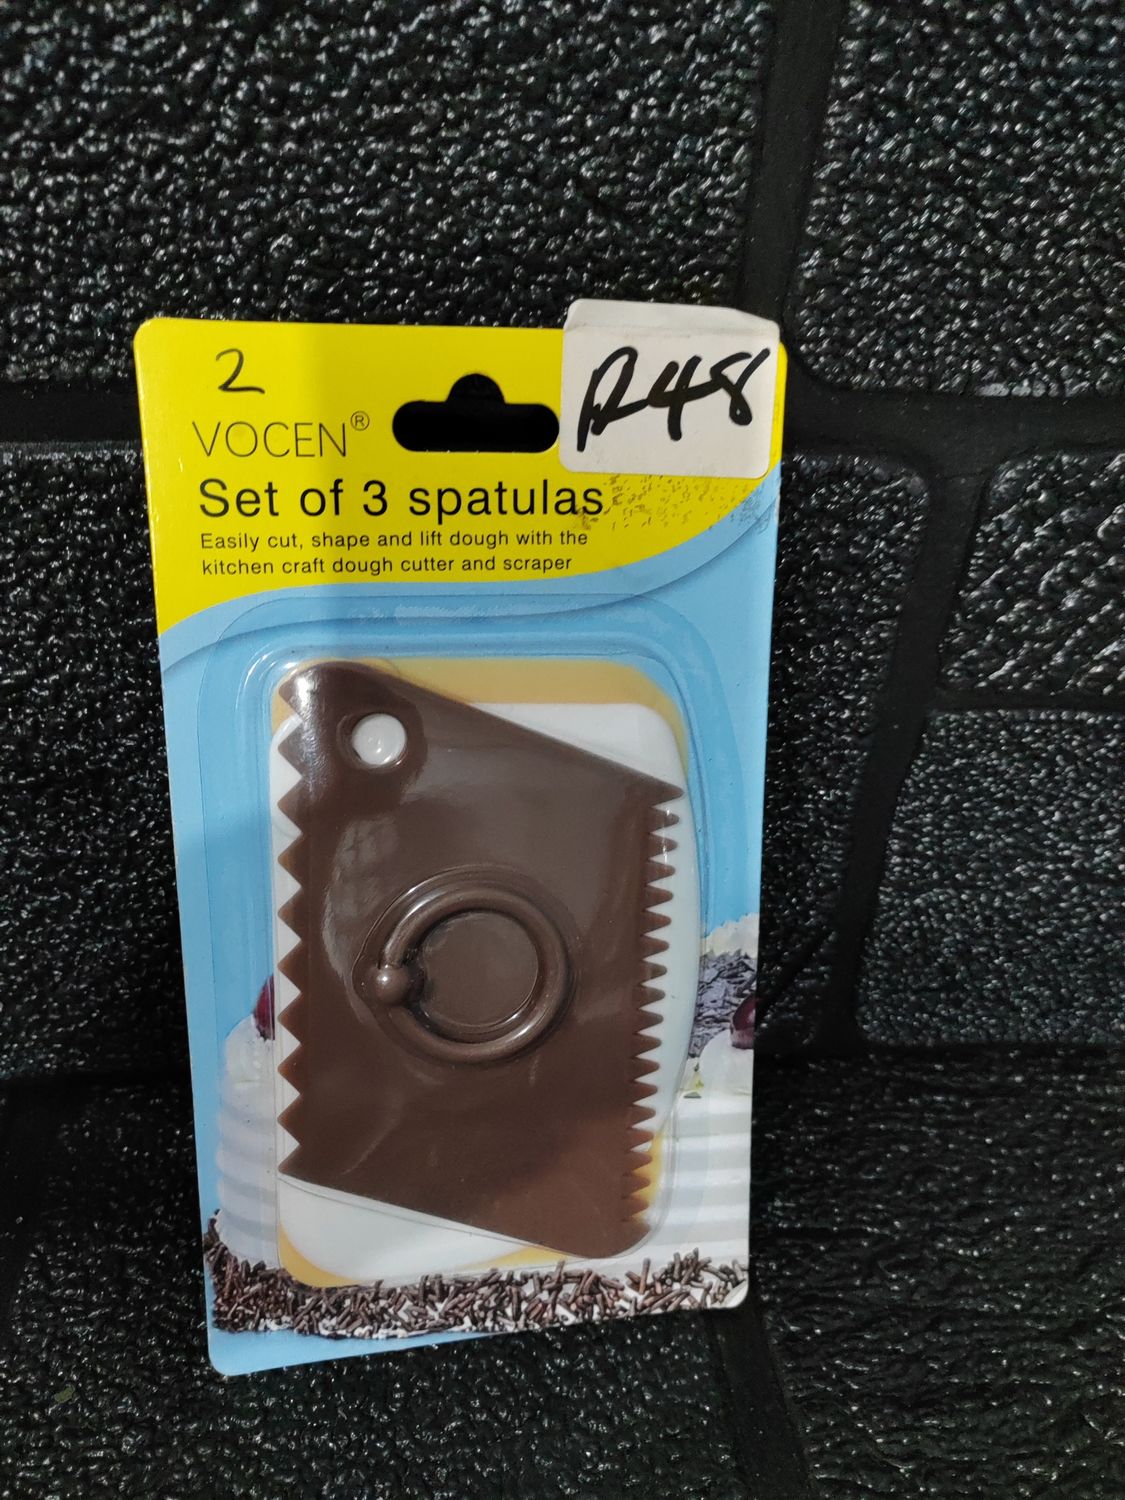 2
R48
VOCEN®
Set of 3 spatulas
Easily cut, shape and lift dough with the
kitchen craft dough cutter and scraper